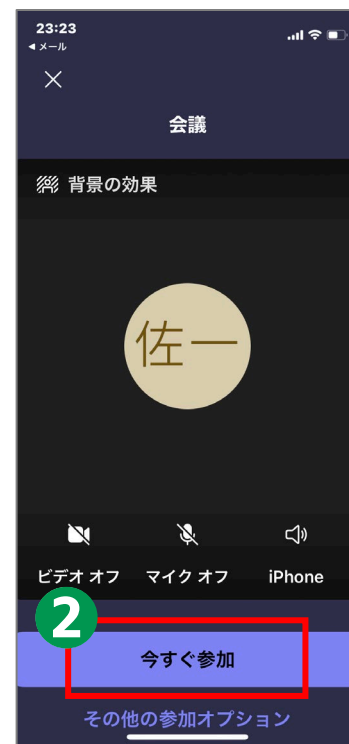 23:23
◀ メール
会議
背景の効果
佐一
ビデオ オフ
マイク オフ
iPhone
2
今すぐ参加
その他の参加オプション